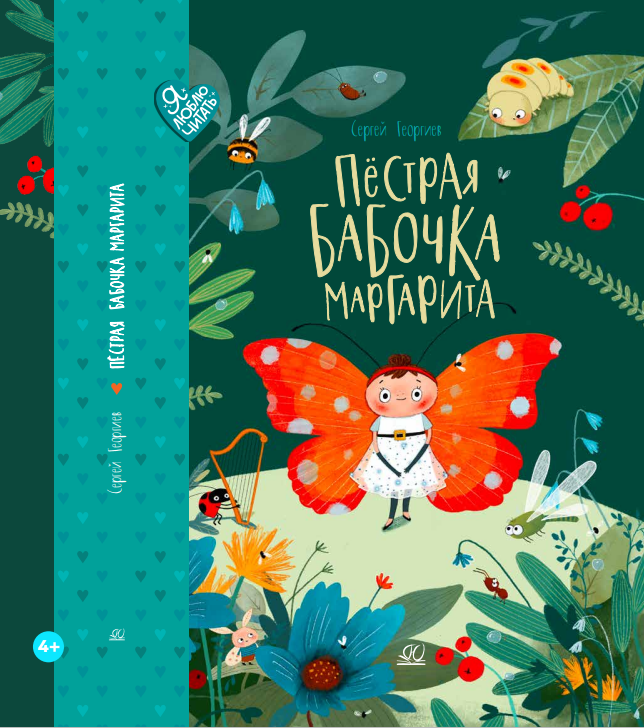 Я
ЛЮБЛЮ
ЧИТАТЬ
Сергей Георгиев
ПЁСТРАЯ
БАБОЧКА
МАРГАРИТА
Сергей Георгиев
ПЁСТРАЯ БАБОЧКА МАРГАРИТА
4+